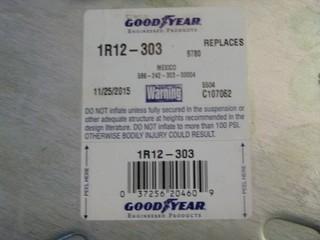 GOODYEAR
ENGINEERED PRODUCTS
1R12-303 REPLACES
9780
MEXICO
566-242-303-00004
11/25/2015 Warning 5504
C107062
DO NOT inflate unless fully secured in the suspension or
other adequate structure at heights recommended in the
design literature. DO NOT inflate to more than 100 PSI.
OTHERWISE BODILY INJURY COULD RESULT.
1R12-303
PEEL HERE PEEL HERE
0 37256 20460 9
GOODYEAR
ENGINEERED PRODUCTS